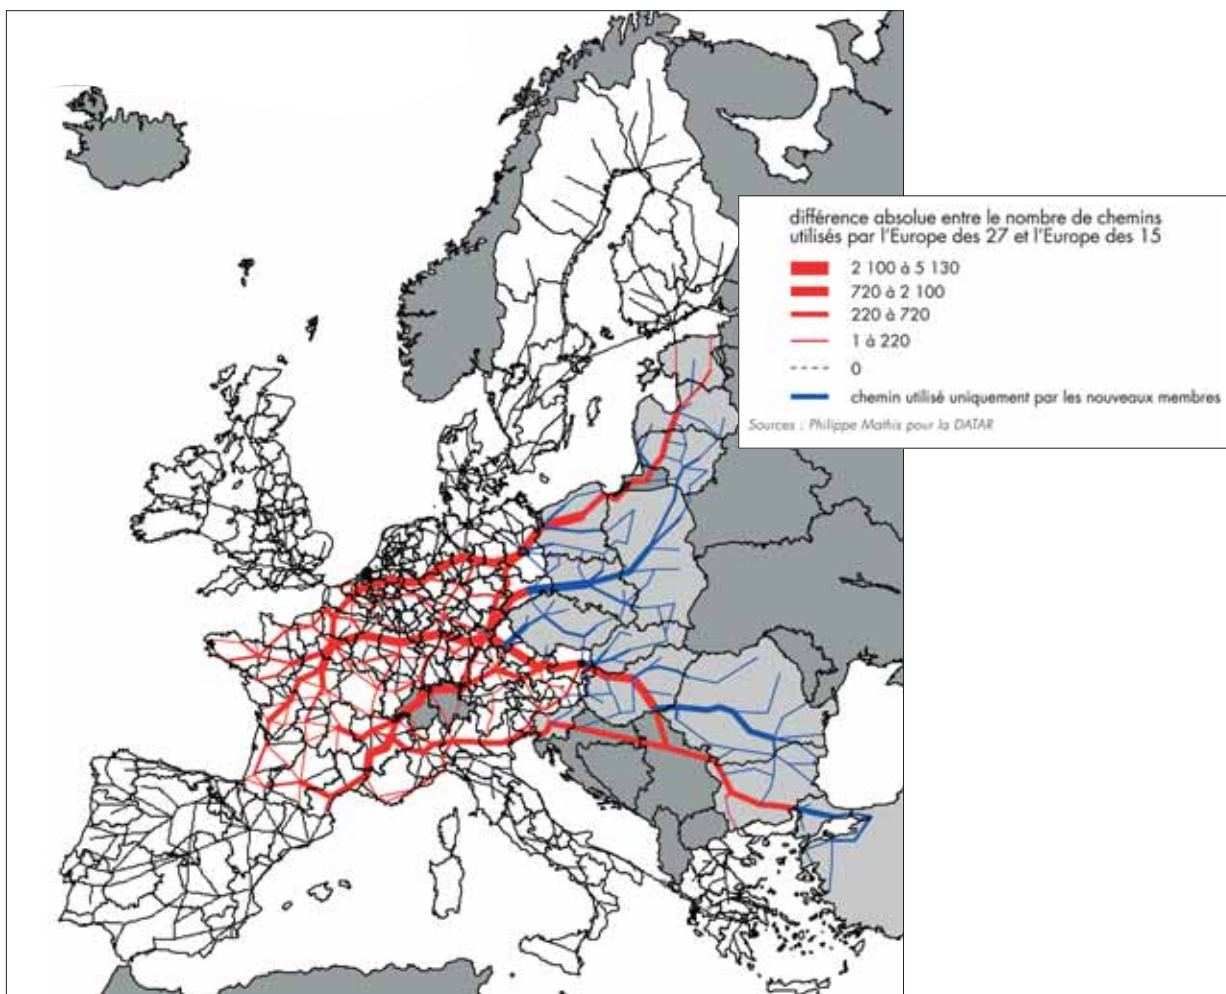 différence absolue entre le nombre de chemins
utilisés par l'Europe des 27 et l'Europe des 15
2 100 à 5 130
720 à 2 100
220 à 720
1 à 220
0
chemin utilisé uniquement par les nouveaux membres
Sources : Philippe Mathis pour la DATAR